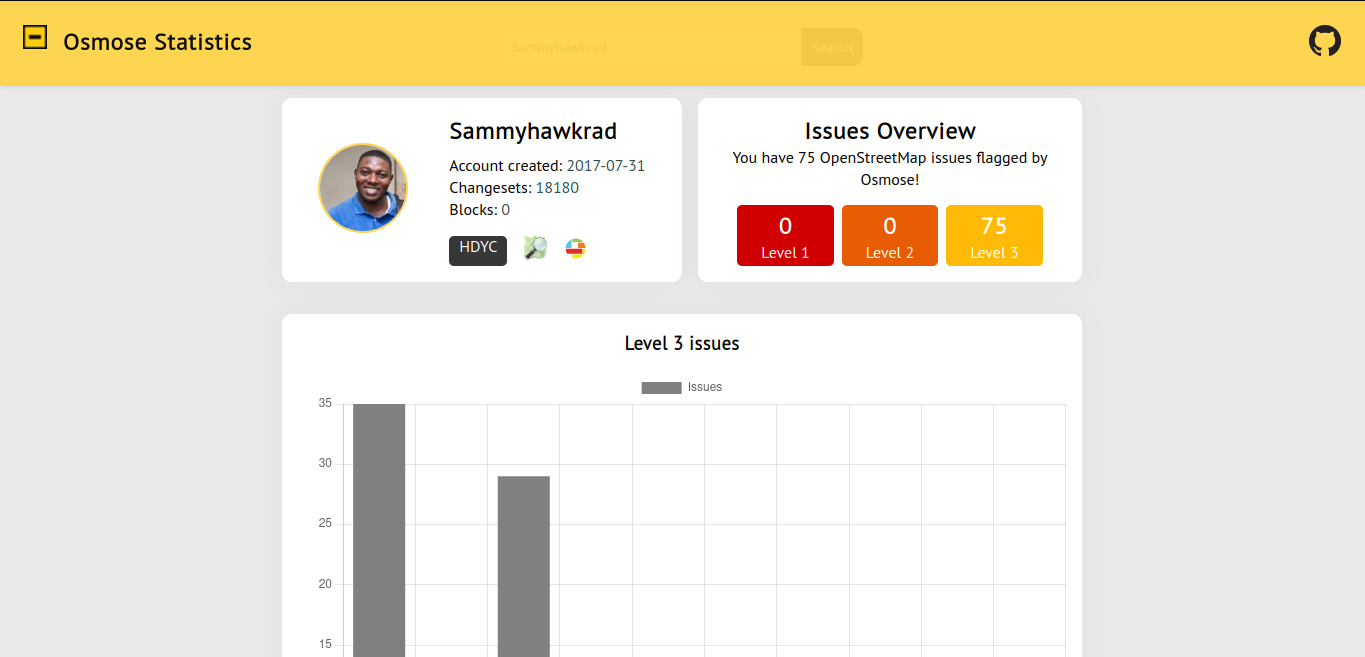 Osmose Statistics
Sammyhawkrad
Search
Sammyhawkrad
Account created: 2017-07-31
Changesets: 18180
Blocks: 0
HDYC
Issues Overview
You have 75 OpenStreetMap issues flagged by
Osmose!
0
Level 1
0
Level 2
75
Level 3
Level 3 issues
Issues
35
30
25
20
15